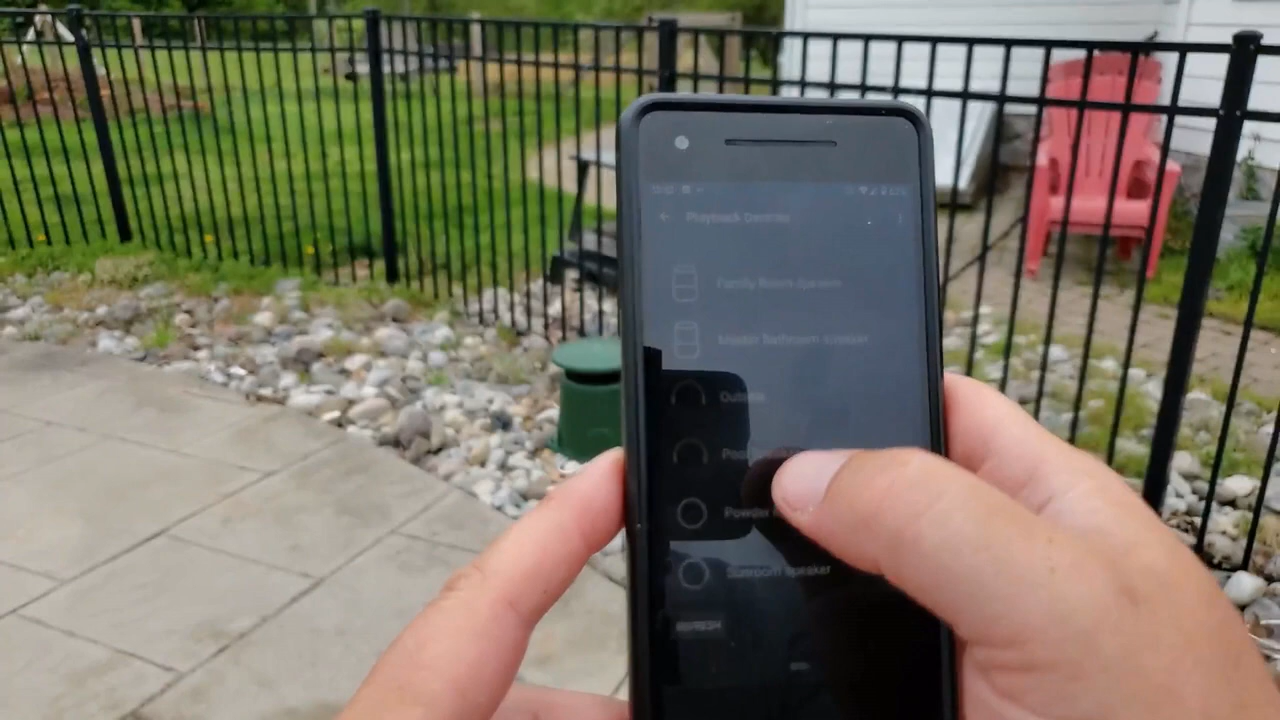 Playback Devices
Family Room Speaker
Master Bathroom speaker
Outside
Powder
Sunroom speaker
REFRESH